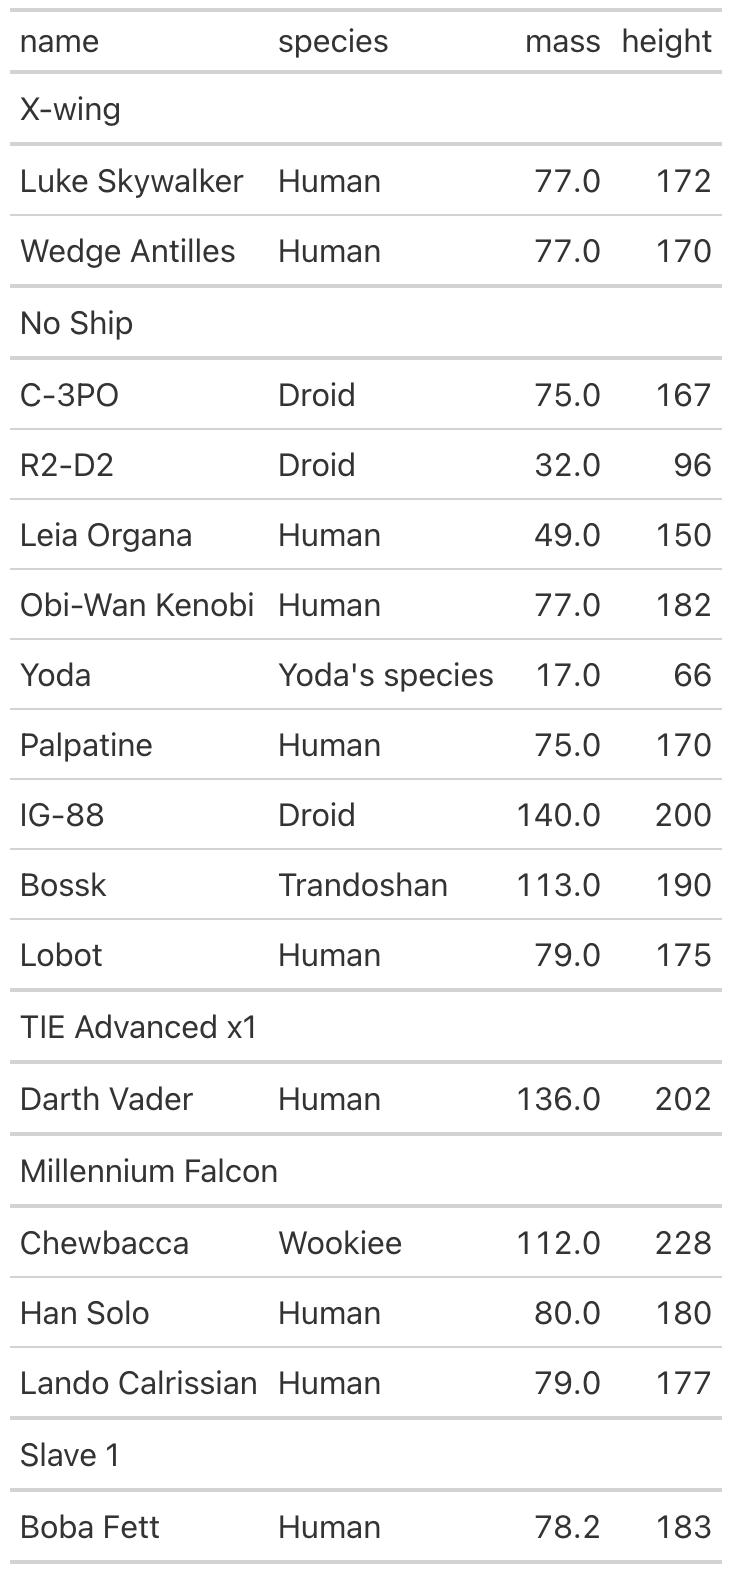 name species mass height
X-wing
Luke Skywalker Human 77.0 172
Wedge Antilles Human 77.0 170
No Ship
C-3PO Droid 75.0 167
R2-D2 Droid 32.0 96
Leia Organa Human 49.0 150
Obi-Wan Kenobi Human 77.0 182
Yoda Yoda's species 17.0 66
Palpatine Human 75.0 170
IG-88 Droid 140.0 200
Bossk Trandoshan 113.0 190
Lobot Human 79.0 175
TIE Advanced x1
Darth Vader Human 136.0 202
Millennium Falcon
Chewbacca Wookiee 112.0 228
Han Solo Human 80.0 180
Lando Calrissian Human 79.0 177
Slave 1
Boba Fett Human 78.2 183